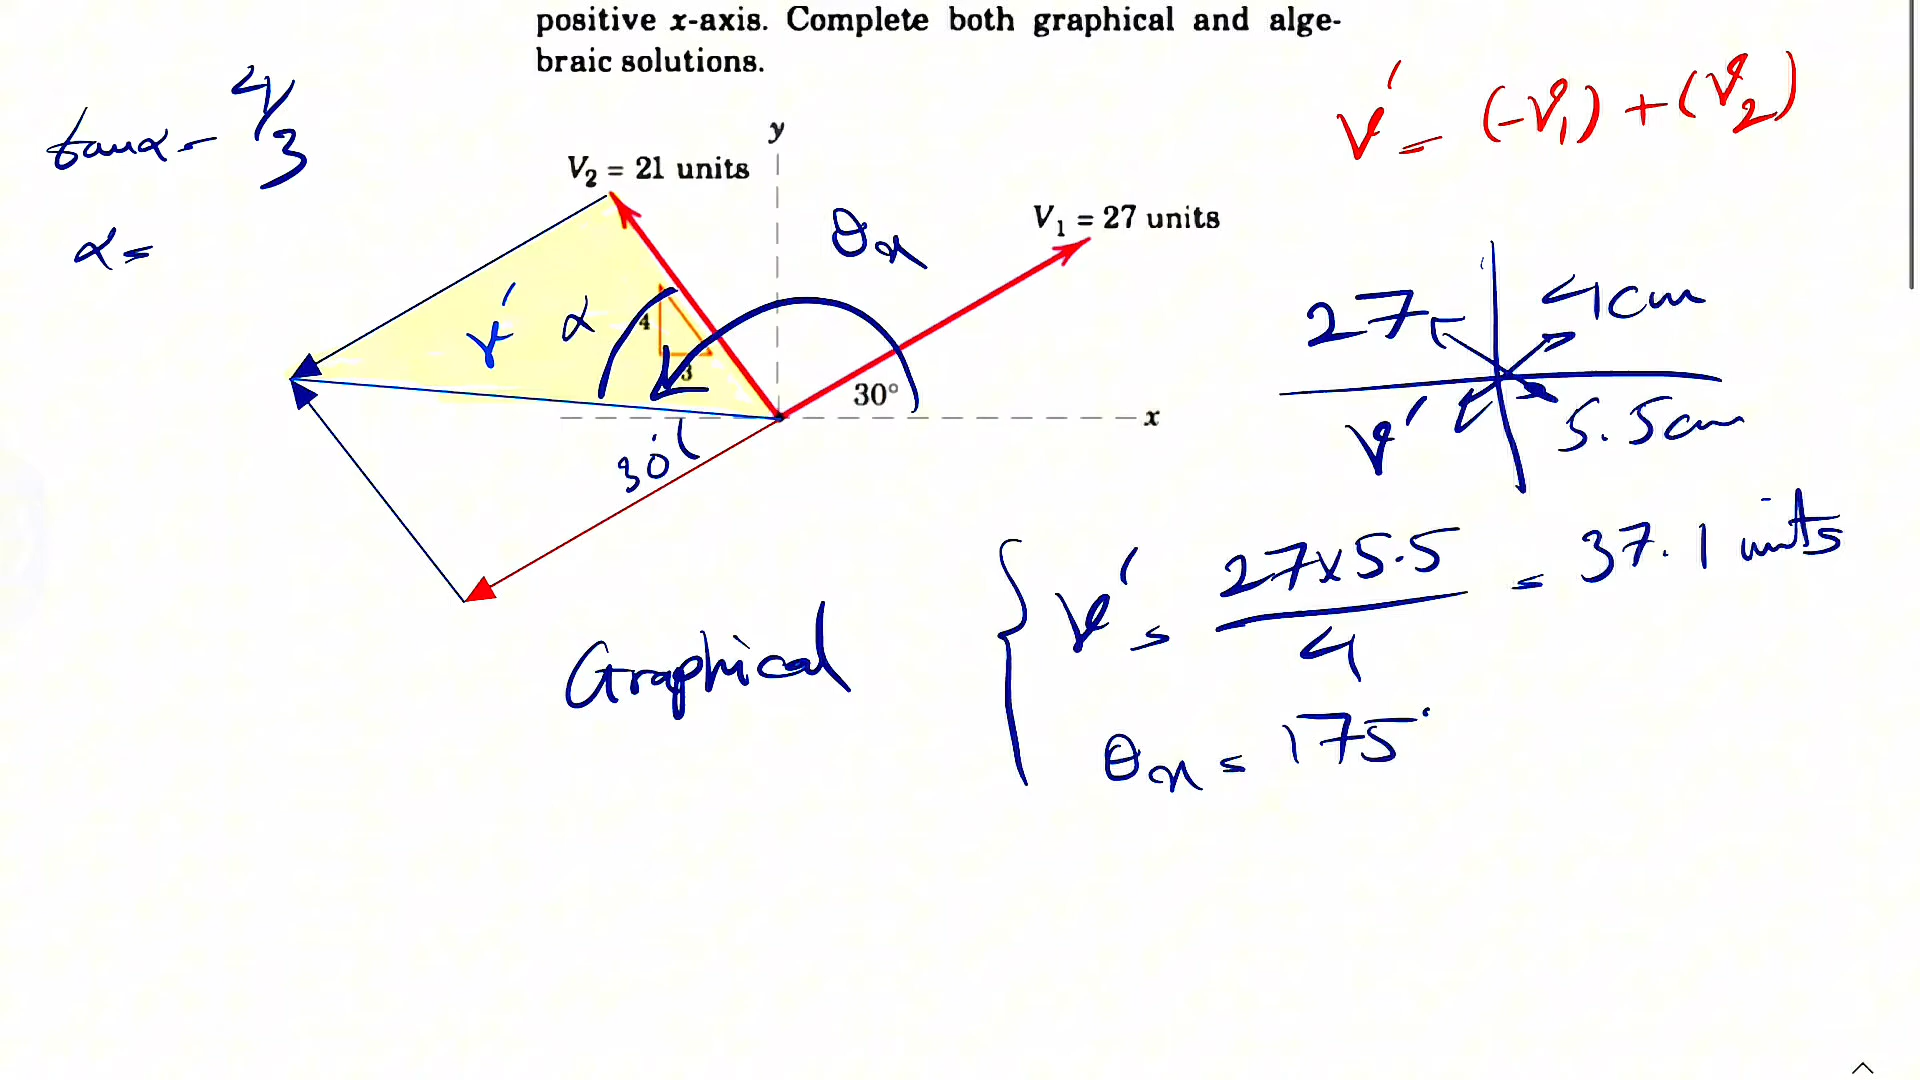 positive x-axis. Complete both graphical and alge-
braic solutions.
tanα = 4/3
α =
V' = (-V₁) + (V₂)
y
V₂ = 21 units
V₁ = 27 units
θx
27
4cm
V'
5.5cm
V'
α
4
3
30°
x
30°
V' = 27x5.5 / 4 = 37.1 units
Graphical
θx = 175°